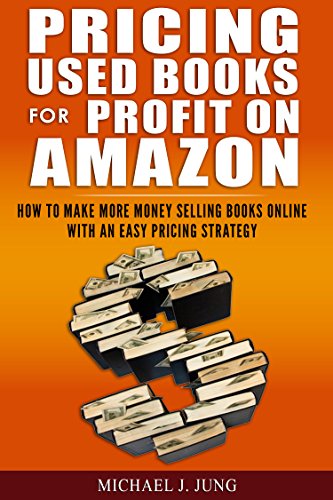 PRICING
USED BOOKS
FOR PROFIT ON
AMAZON
HOW TO MAKE MORE MONEY SELLING BOOKS ONLINE
WITH AN EASY PRICING STRATEGY
MICHAEL J. JUNG